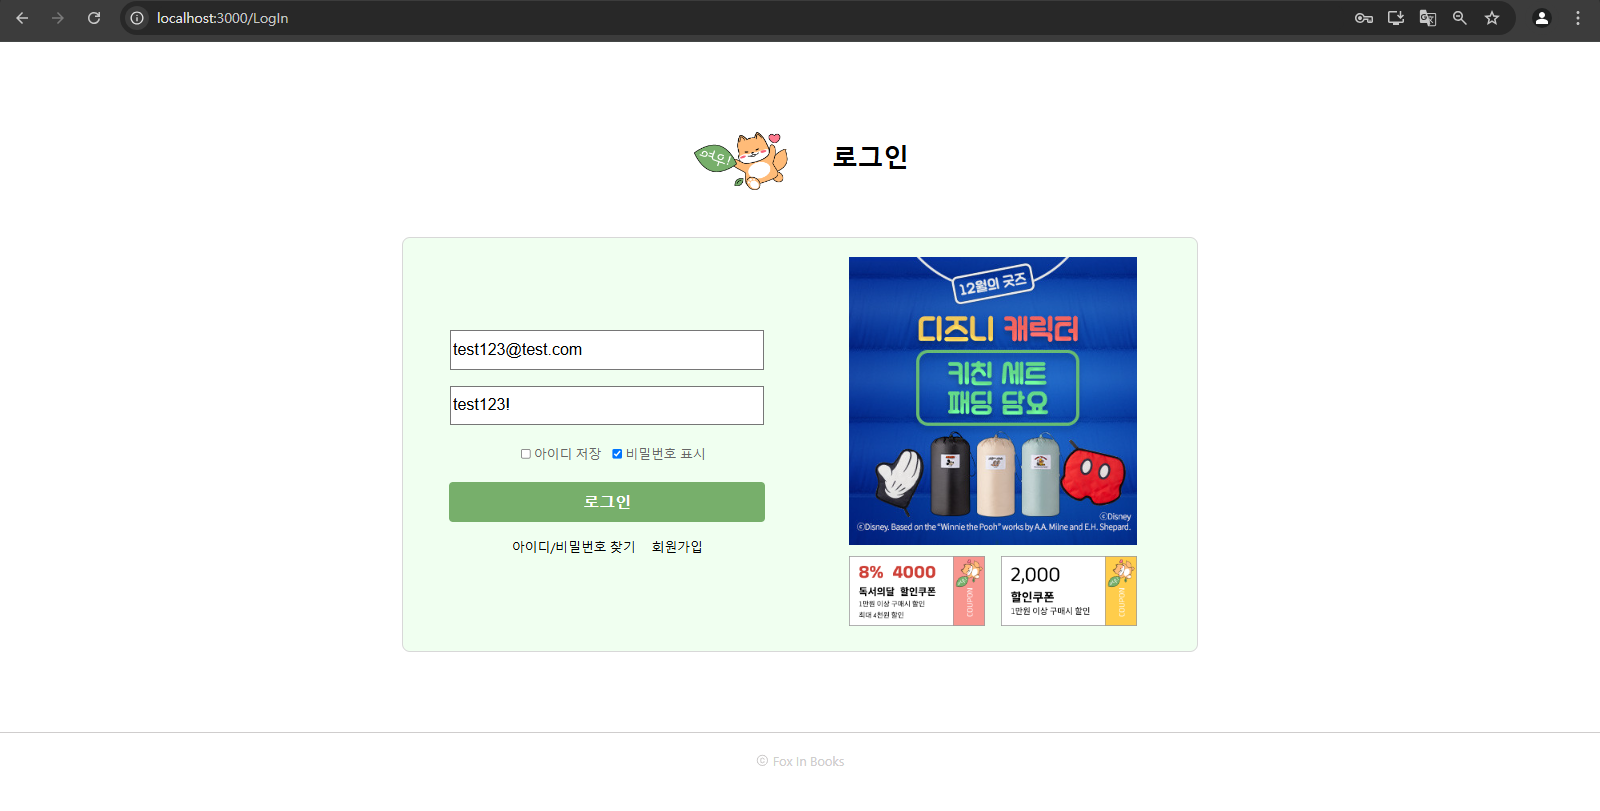 localhost:3000/LogIn
여우!
로그인
test123@test.com
test123!
아이디 저장 비밀번호 표시
로그인
아이디/비밀번호 찾기 회원가입
12월의 굿즈
디즈니 캐릭터
키친 세트
패딩 담요
©Disney
©Disney. Based on the "Winnie the Pooh" works by A.A. Milne and E.H. Shepard.
8% 4000
독서의달 할인쿠폰
1만원 이상 구매시 할인
최대 4천원 할인
COUPON
2,000
할인쿠폰
1만원 이상 구매시 할인
COUPON
© Fox In Books